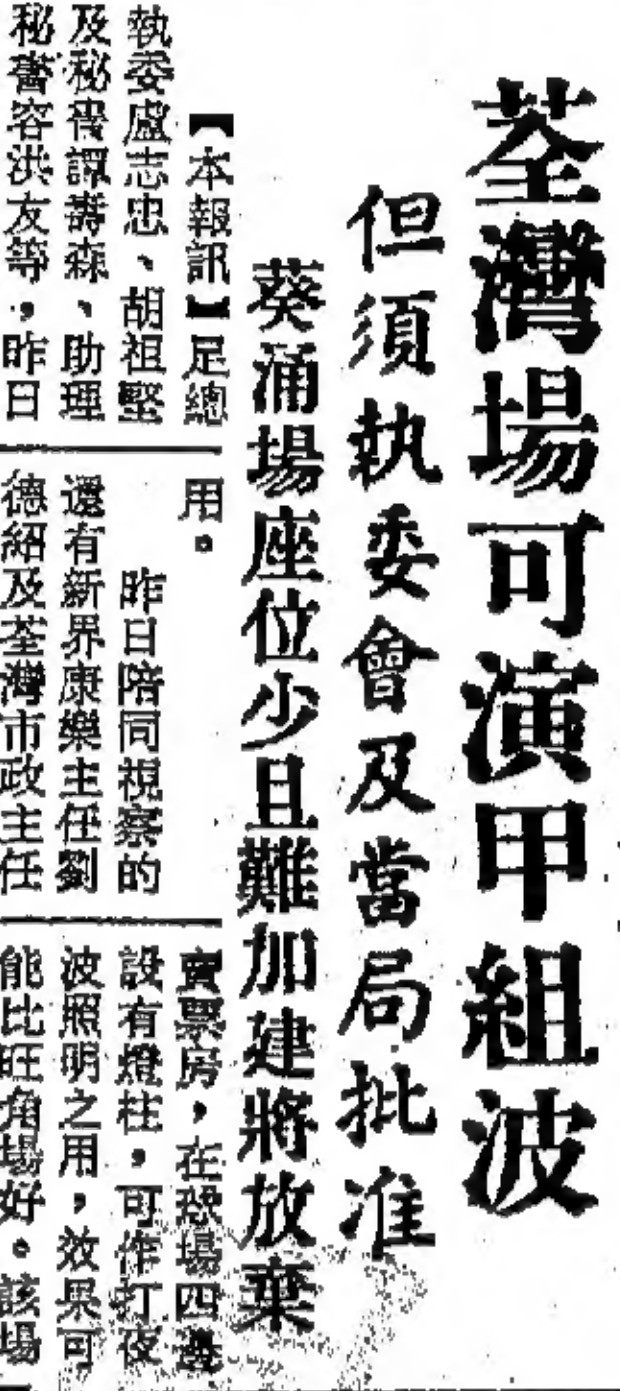 荃灣場可演甲組波
但須執委會及當局批准
葵涌場座位少且難加建將放棄
【本報訊】足總
執委盧志忠、胡祖堅
及秘書譚壽森、助理
秘書容洪友等，昨日
用。
昨日陪同視察的
還有新界康樂主任劉
德紹及荃灣市政主任
賣票房，在球場四邊
設有燈柱，可作打夜
波照明之用，效果可
能比旺角場好。該場